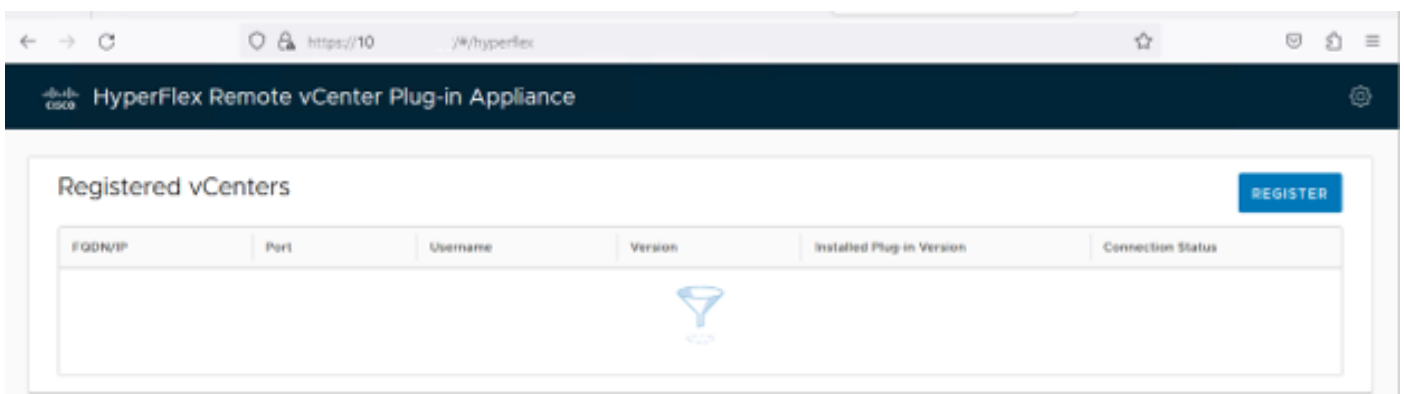 https://10 /#/hyperflex
CISCO HyperFlex Remote vCenter Plug-in Appliance
Registered vCenters
REGISTER
FQDN/IP Port Username Version Installed Plug-in Version Connection Status